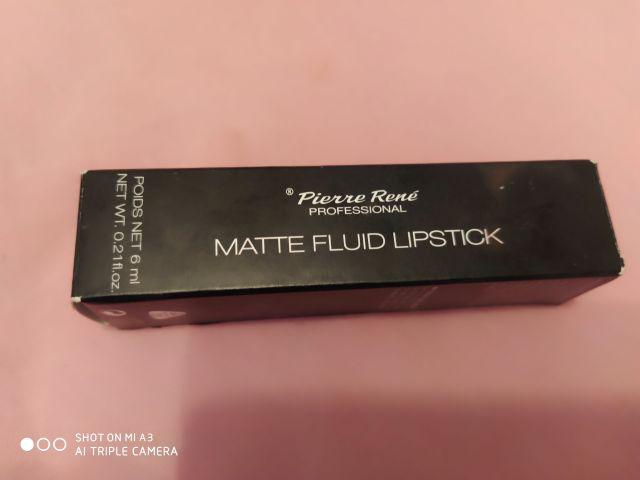 POIDS NET 6 ml
NET WT. 0.21fl.oz.
® Pierre René
PROFESSIONAL
MATTE FLUID LIPSTICK
SHOT ON MI A3
AI TRIPLE CAMERA